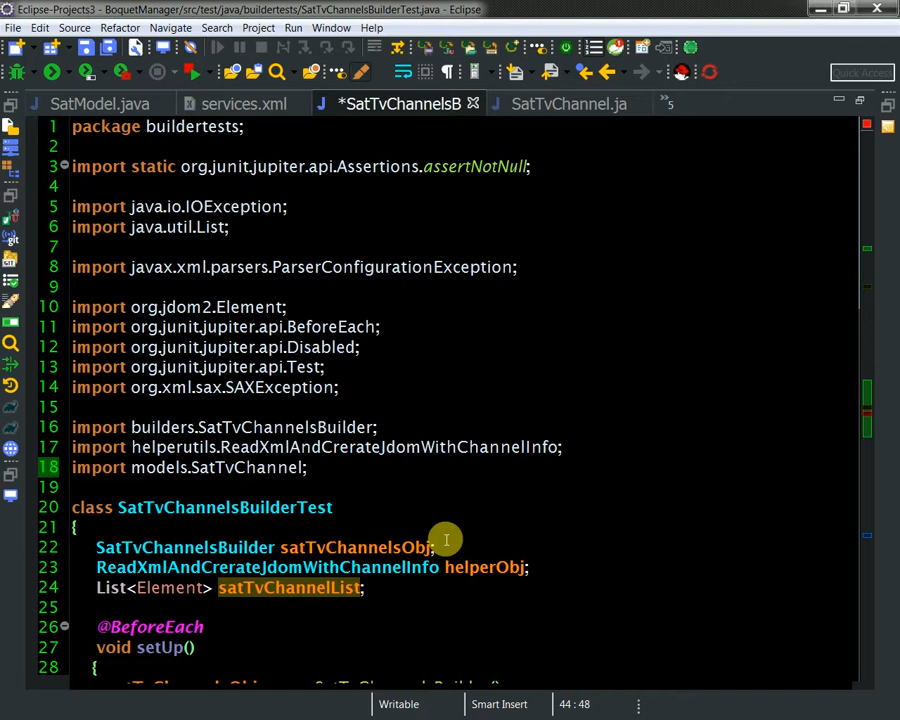 Eclipse-Projects3 - BoquetManager/src/test/java/buildertests/SatTvChannelsBuilderTest.java - Eclipse
File Edit Source Refactor Navigate Search Project Run Window Help
Quick Access
SatModel.java services.xml *SatTvChannelsB SatTVChannel.ja »5
1 package buildertests;
2
3 import static org.junit.jupiter.api.Assertions.assertNotNull;
4
5 import java.io.IOException;
6 import java.util.List;
7
8 import javax.xml.parsers.ParserConfigurationException;
9
10 import org.jdom2.Element;
11 import org.junit.jupiter.api.BeforeEach;
12 import org.junit.jupiter.api.Disabled;
13 import org.junit.jupiter.api.Test;
14 import org.xml.sax.SAXException;
15
16 import builders.SatTvChannelsBuilder;
17 import helperutils.ReadXmlAndCrerateJdomWithChannelInfo;
18 import models.SatTvChannel;
19
20 class SatTvChannelsBuilderTest
21 {
22 SatTvChannelsBuilder satTvChannelsObj;
23 ReadXmlAndCrerateJdomWithChannelInfo helperObj;
24 List<Element> satTvChannelList;
25
26 @BeforeEach
27 void setUp()
28 {
Writable Smart Insert 44 : 48